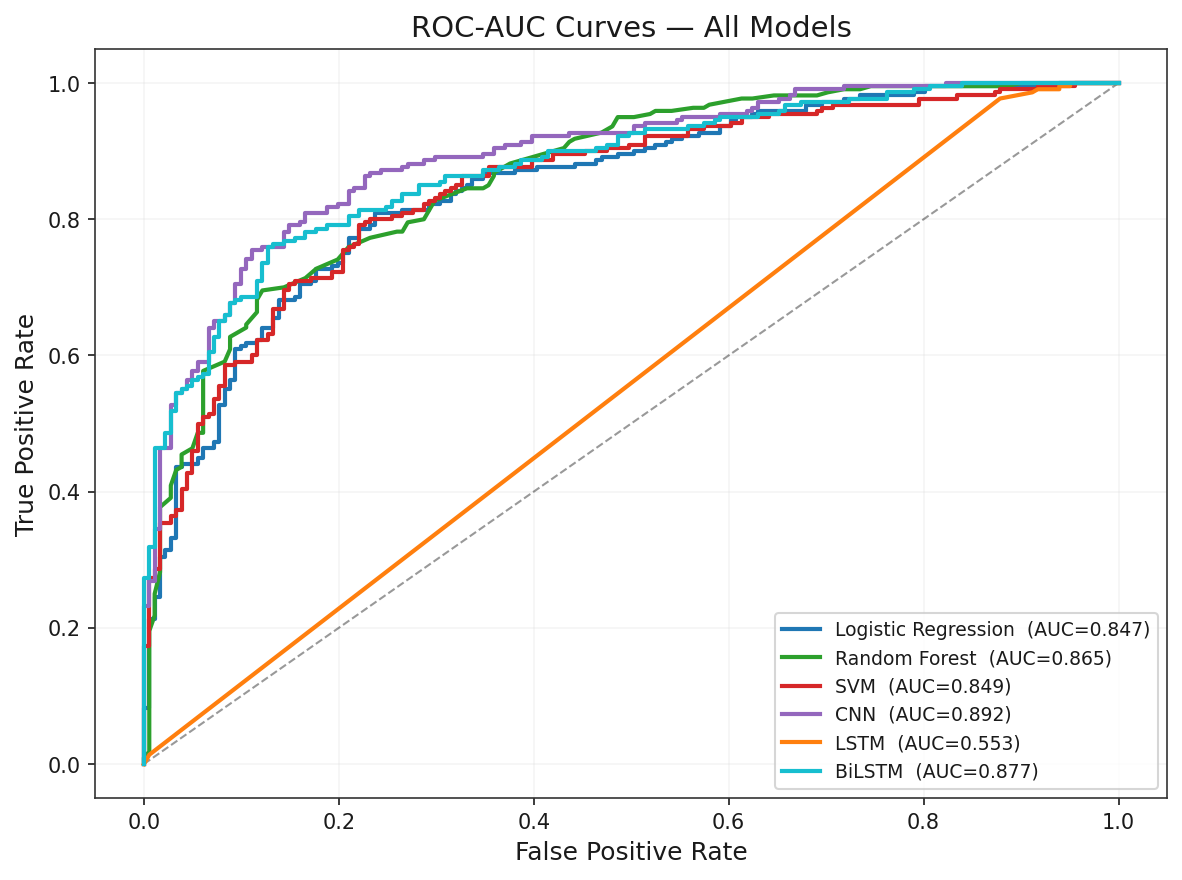 ROC-AUC Curves — All Models
True Positive Rate
1.0
0.8
0.6
0.4
0.2
0.0
0.0 0.2 0.4 0.6 0.8 1.0
False Positive Rate
Logistic Regression (AUC=0.847)
Random Forest (AUC=0.865)
SVM (AUC=0.849)
CNN (AUC=0.892)
LSTM (AUC=0.553)
BiLSTM (AUC=0.877)